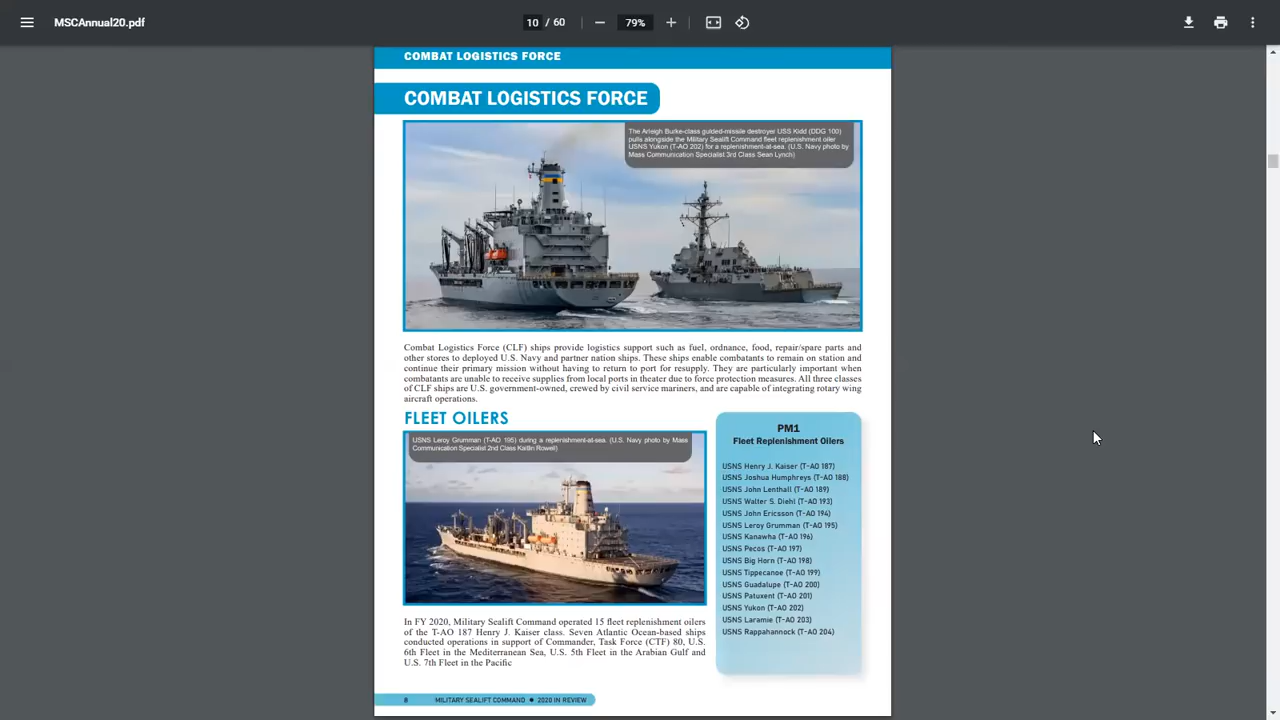 MSCAnnual20.pdf
10 / 60
79%
COMBAT LOGISTICS FORCE
COMBAT LOGISTICS FORCE
The Arleigh Burke-class guided-missile destroyer USS Kidd (DDG 100)
pulls alongside the Military Sealift Command fleet replenishment oiler
USNS Yukon (T-AO 202) for a replenishment-at-sea. (U.S. Navy photo by
Mass Communication Specialist 3rd Class Sean Lynch)
Combat Logistics Force (CLF) ships provide logistics support such as fuel, ordnance, food, repair/spare parts and
other stores to deployed U.S. Navy and partner nation ships. These ships enable combatants to remain on station and
continue their primary mission without having to return to port for resupply. They are particularly important when
combatants are unable to receive supplies from local ports in theater due to force protection measures. All three classes
of CLF ships are U.S. government-owned, crewed by civil service mariners, and are capable of integrating rotary wing
aircraft operations.
FLEET OILERS
USNS Leroy Grumman (T-AO 195) during a replenishment-at-sea. (U.S. Navy photo by Mass
Communication Specialist 2nd Class Kaitlin Rowell)
In FY 2020, Military Sealift Command operated 15 fleet replenishment oilers
of the T-AO 187 Henry J. Kaiser class. Seven Atlantic Ocean-based ships
conducted operations in support of Commander, Task Force (CTF) 80, U.S.
6th Fleet in the Mediterranean Sea, U.S. 5th Fleet in the Arabian Gulf and
U.S. 7th Fleet in the Pacific
PM1
Fleet Replenishment Oilers
USNS Henry J. Kaiser (T-AO 187)
USNS Joshua Humphreys (T-AO 188)
USNS John Lenthall (T-AO 189)
USNS Walter S. Diehl (T-AO 193)
USNS John Ericsson (T-AO 194)
USNS Leroy Grumman (T-AO 195)
USNS Kanawha (T-AO 196)
USNS Pecos (T-AO 197)
USNS Big Horn (T-AO 198)
USNS Tippecanoe (T-AO 199)
USNS Guadalupe (T-AO 200)
USNS Patuxent (T-AO 201)
USNS Yukon (T-AO 202)
USNS Laramie (T-AO 203)
USNS Rappahannock (T-AO 204)
8 MILITARY SEALIFT COMMAND ● 2020 IN REVIEW